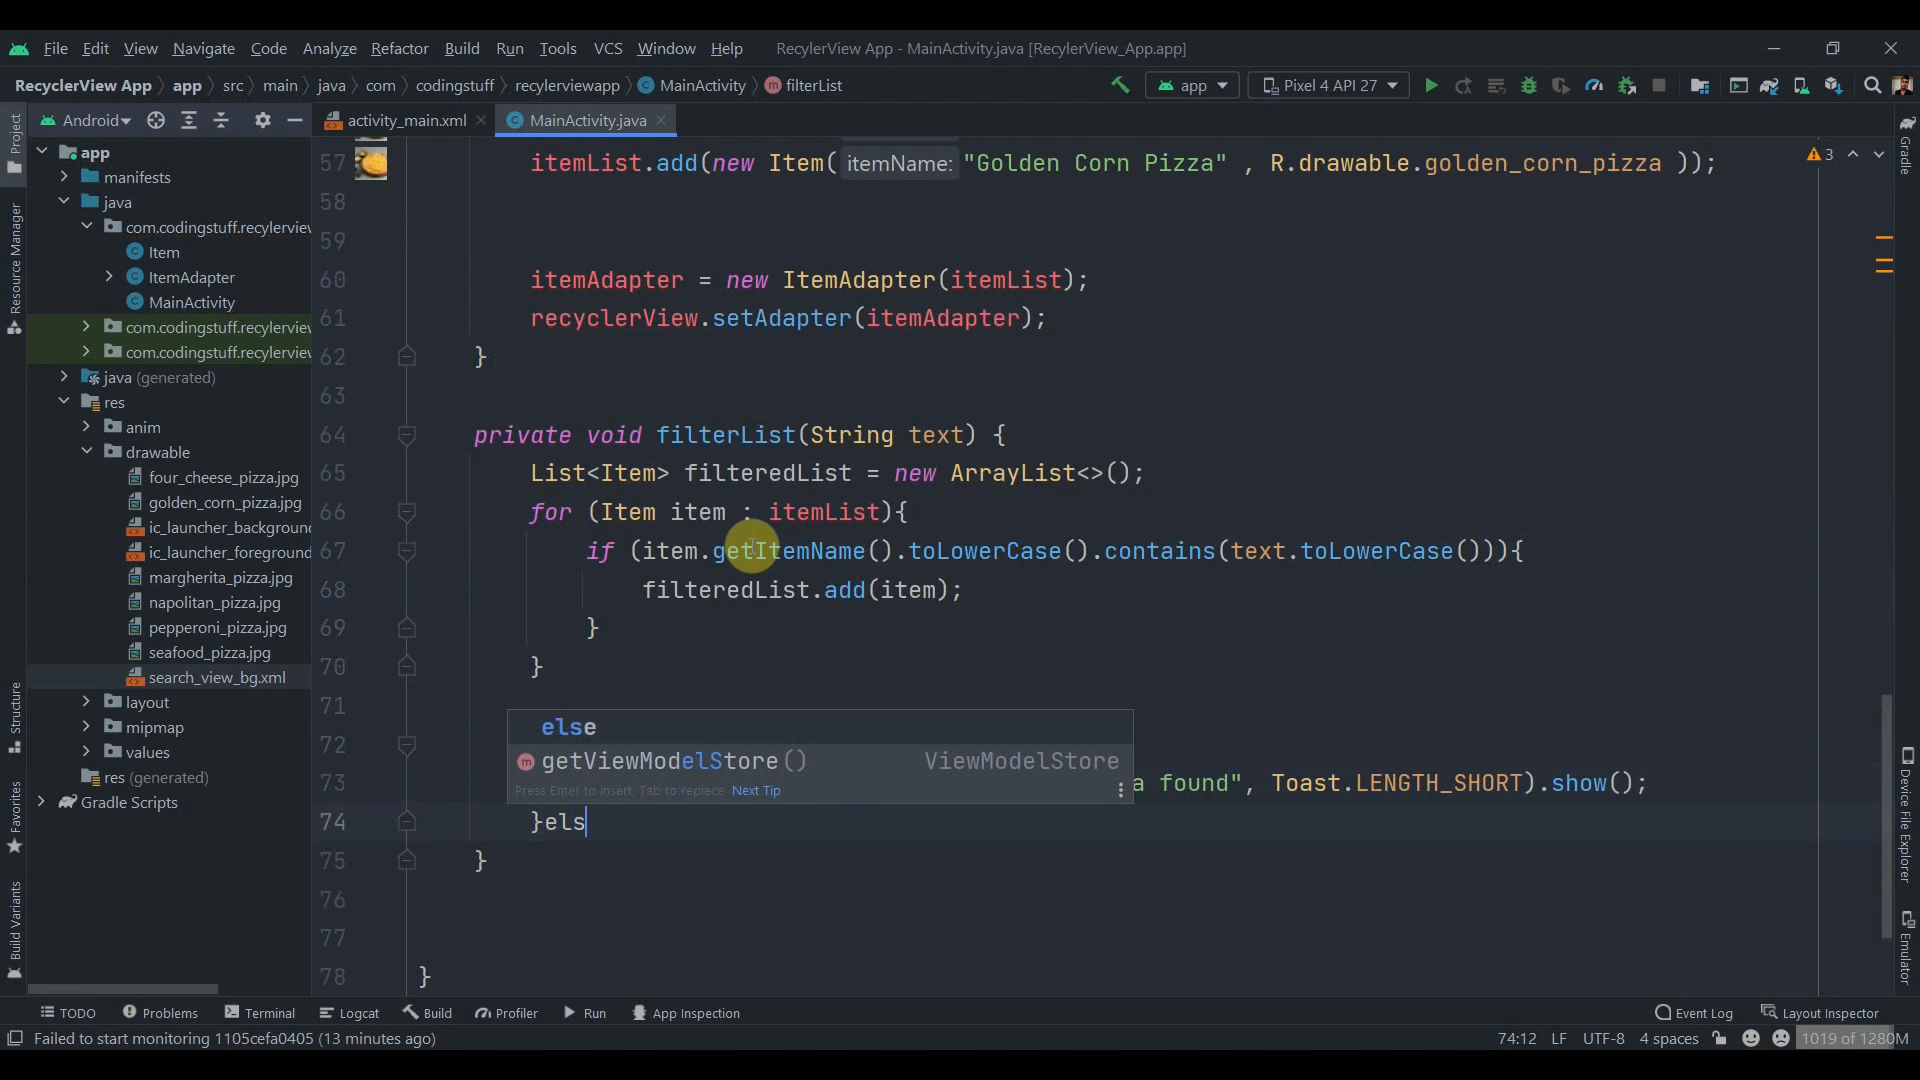 File Edit View Navigate Code Analyze Refactor Build Run Tools VCS Window Help RecylerView App - MainActivity.java [RecylerView_App.app]
RecyclerView App app src main java com codingstuff recylerviewapp MainActivity filterList app Pixel 4 API 27
Project Android activity_main.xml MainActivity.java Gradle
app
manifests
java
com.codingstuff.recylerview
Item
ItemAdapter
MainActivity
com.codingstuff.recylerview
com.codingstuff.recylerview
java (generated)
res
anim
drawable
four_cheese_pizza.jpg
golden_corn_pizza.jpg
ic_launcher_background
ic_launcher_foreground
margherita_pizza.jpg
napolitan_pizza.jpg
pepperoni_pizza.jpg
seafood_pizza.jpg
search_view_bg.xml
layout
mipmap
values
res (generated)
Gradle Scripts
Resource Manager
Structure
Favorites
Build Variants
57 itemList.add(new Item( itemName: "Golden Corn Pizza" , R.drawable.golden_corn_pizza )); 3
58
59
60 itemAdapter = new ItemAdapter(itemList);
61 recyclerView.setAdapter(itemAdapter);
62 }
63
64 private void filterList(String text) {
65 List<Item> filteredList = new ArrayList<>();
66 for (Item item : itemList){
67 if (item.getItemName().toLowerCase().contains(text.toLowerCase())){
68 filteredList.add(item);
69 }
70 }
71
else
72
getViewModelStore() ViewModelStore
73 a found", Toast.LENGTH_SHORT).show();
Press Enter to insert, Tab to replace Next Tip
74 }els
75 }
76
77
78 }
Device File Explorer
Emulator
TODO Problems Terminal Logcat Build Profiler Run App Inspection Event Log Layout Inspector
Failed to start monitoring 1105cefa0405 (13 minutes ago) 74:12 LF UTF-8 4 spaces 1019 of 1280M